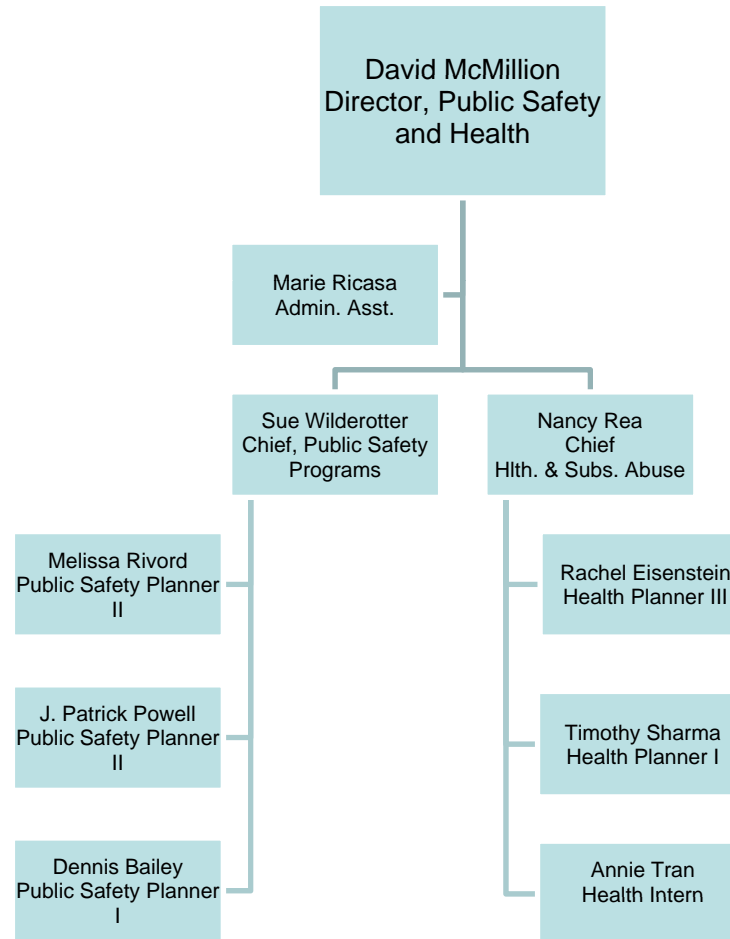 David McMillion
Director, Public Safety
and Health
Marie Ricasa
Admin. Asst.
Sue Wilderotter
Chief, Public Safety
Programs
Nancy Rea
Chief
Hlth. & Subs. Abuse
Melissa Rivord
Public Safety Planner
II
J. Patrick Powell
Public Safety Planner
II
Dennis Bailey
Public Safety Planner
I
Rachel Eisenstein
Health Planner III
Timothy Sharma
Health Planner I
Annie Tran
Health Intern